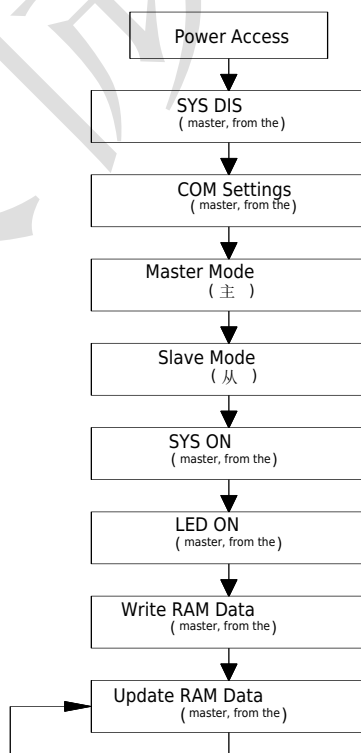 Power Access
SYS DIS
( master, from the )
COM Settings
( master, from the )
Master Mode
( 主 )
Slave Mode
( 从 )
SYS ON
( master, from the )
LED ON
( master, from the )
Write RAM Data
( master, from the )
Update RAM Data
( master, from the )